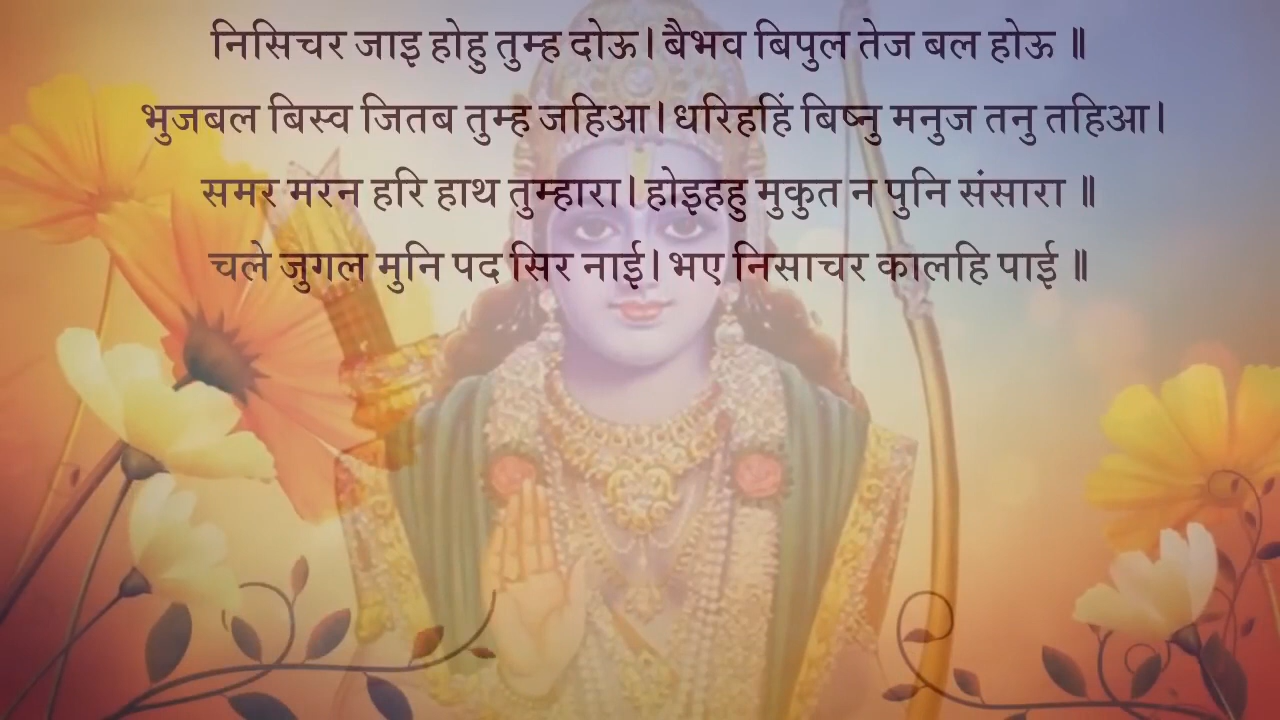 निसिचर जाइ होहु तुम्ह दोऊ। बैभव बिपुल तेज बल होऊ ॥
भुजबल बिस्व जितब तुम्ह जहिआ। धरिहहिं बिष्नु मनुज तनु तहिआ।
समर मरन हरि हाथ तुम्हारा। होइहहु मुकुत न पुनि संसारा ॥
चले जुगल मुनि पद सिर नाई। भए निसाचर कालहि पाई ॥